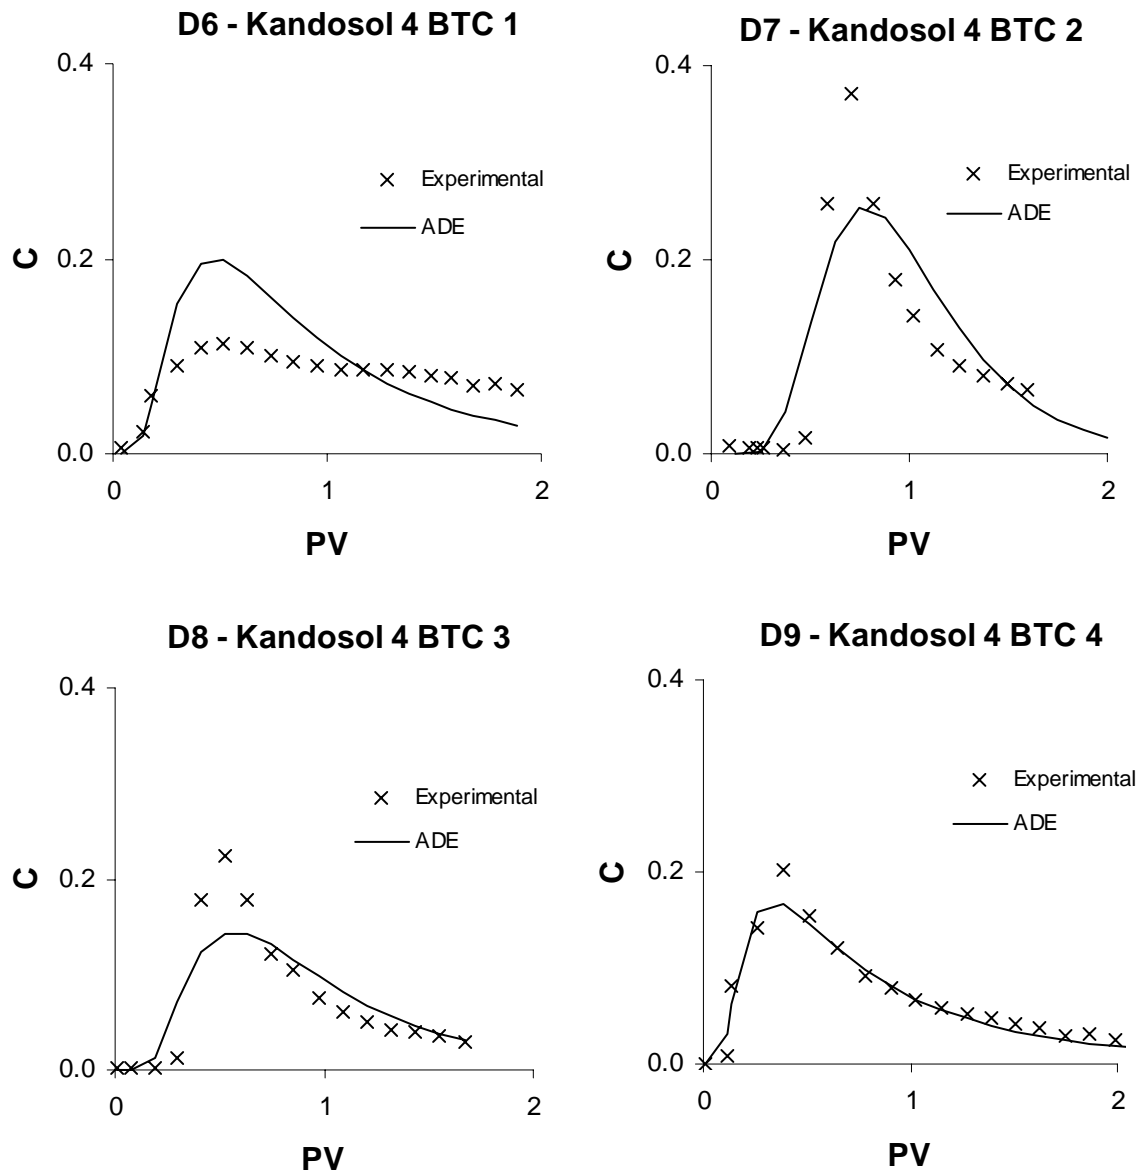 D6 - Kandosol 4 BTC 1
0.4
Experimental
ADE
C
0.2
0.0
0
1
2
PV
D7 - Kandosol 4 BTC 2
0.4
Experimental
ADE
C
0.2
0.0
0
1
2
PV
D8 - Kandosol 4 BTC 3
0.4
Experimental
ADE
C
0.2
0.0
0
1
2
PV
D9 - Kandosol 4 BTC 4
0.4
Experimental
ADE
C
0.2
0.0
0
1
2
PV